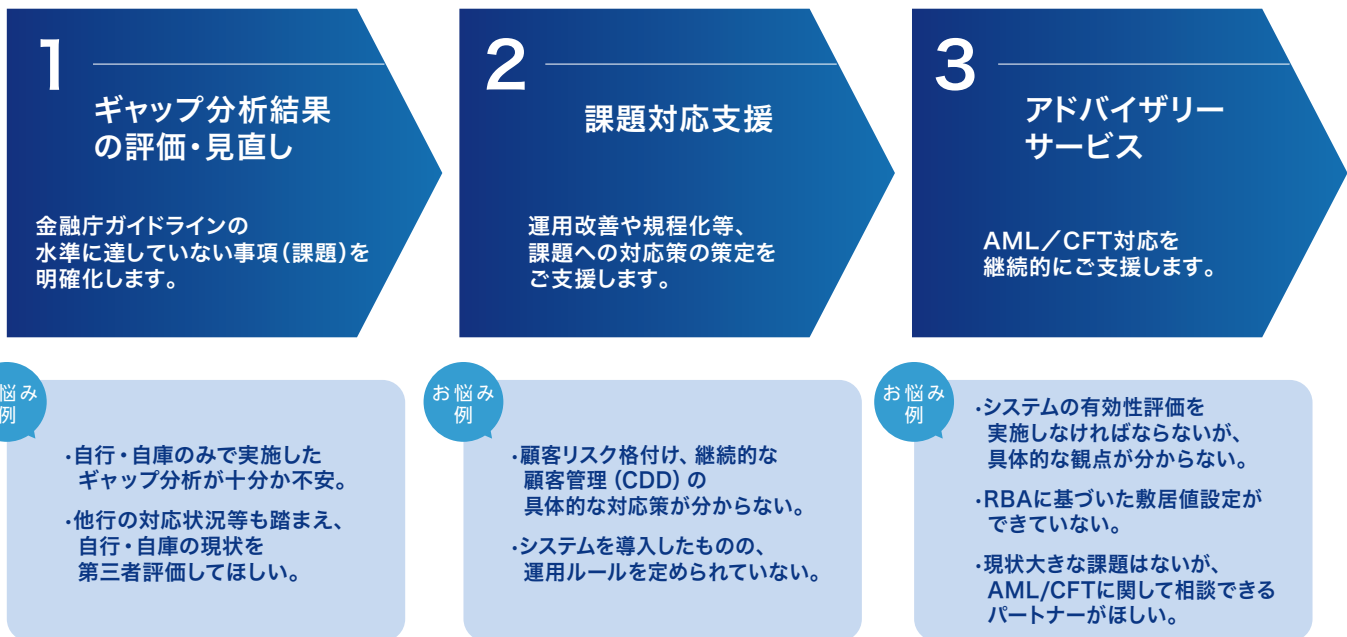 1
ギャップ分析結果
の評価・見直し
金融庁ガイドラインの
水準に達していない事項(課題)を
明確化します。
2
課題対応支援
運用改善や規程化等、
課題への対応策の策定を
ご支援します。
3
アドバイザリー
サービス
AML/CFT対応を
継続的にご支援します。
悩み
例
・自行・自庫のみで実施した
ギャップ分析が十分か不安。
・他行の対応状況等も踏まえ、
自行・自庫の現状を
第三者評価してほしい。
お悩み
例
・顧客リスク格付け、継続的な
顧客管理(CDD)の
具体的な対応策が分からない。
・システムを導入したものの、
運用ルールを定められていない。
お悩み
例
・システムの有効性評価を
実施しなければならないが、
具体的な観点が分からない。
・RBAに基づいた敷居値設定が
できていない。
・現状大きな課題はないが、
AML/CFTに関して相談できる
パートナーがほしい。